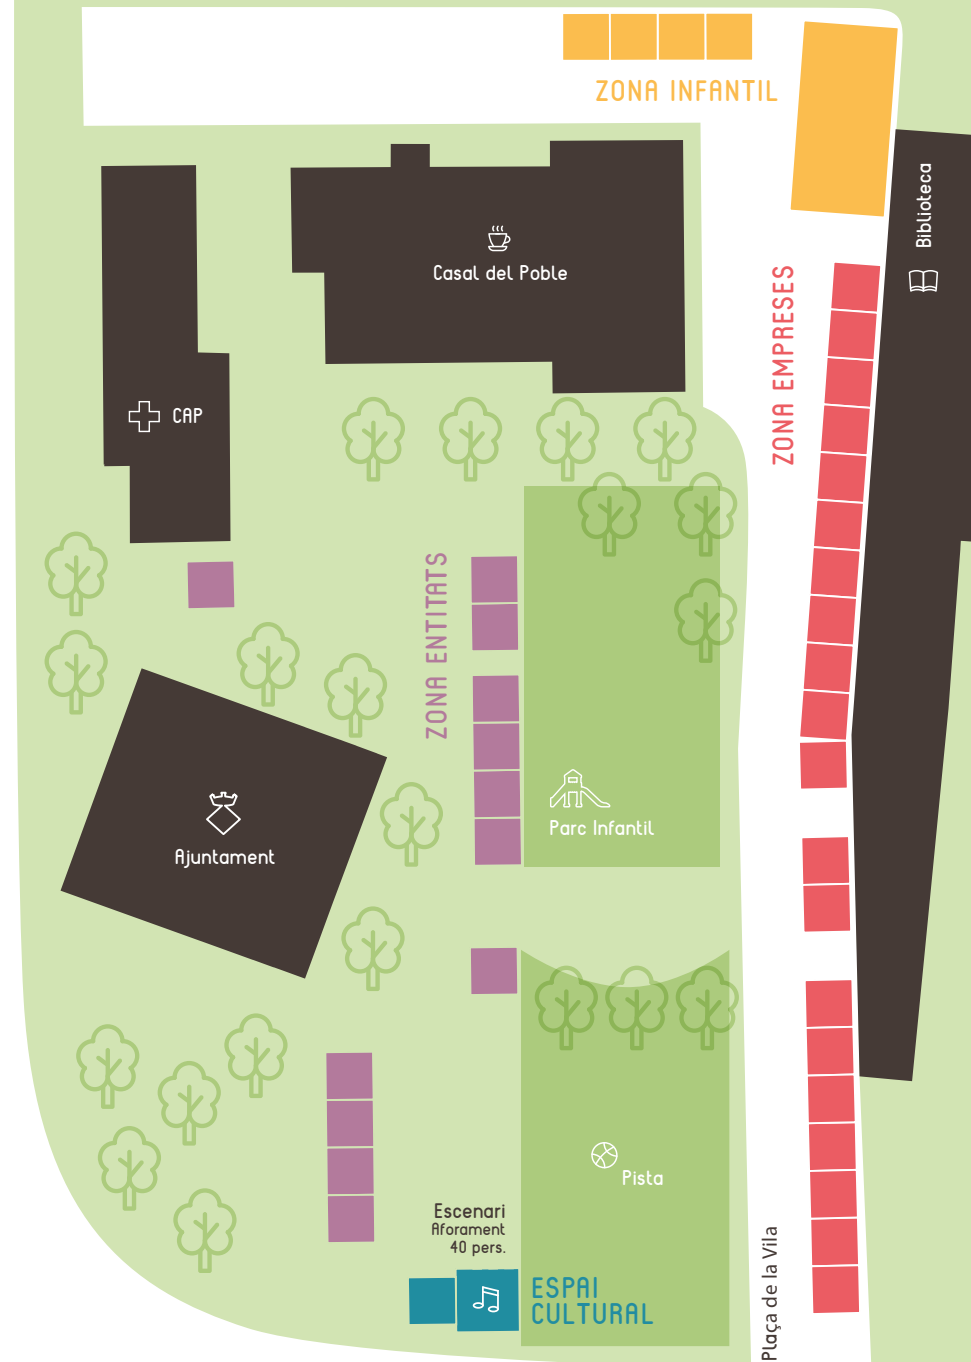 ZONA INFANTIL
Biblioteca
Casal del Poble
ZONA EMPRESES
CAP
ZONA ENTITATS
Parc Infantil
Ajuntament
Pista
Escenari
Aforament
40 pers.
ESPAI
CULTURAL
Plaça de la Vila